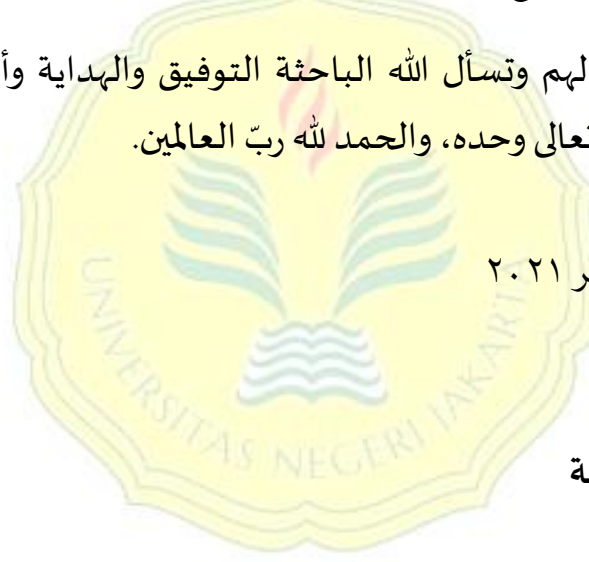 لهم وتسأل الله الباحثة التوفيق والهداية وأ
تعالى وحده، والحمد لله ربّ العالمين.
ر ٢٠٢١
ة
UNIVERSITAS NEGERI JAKARTA